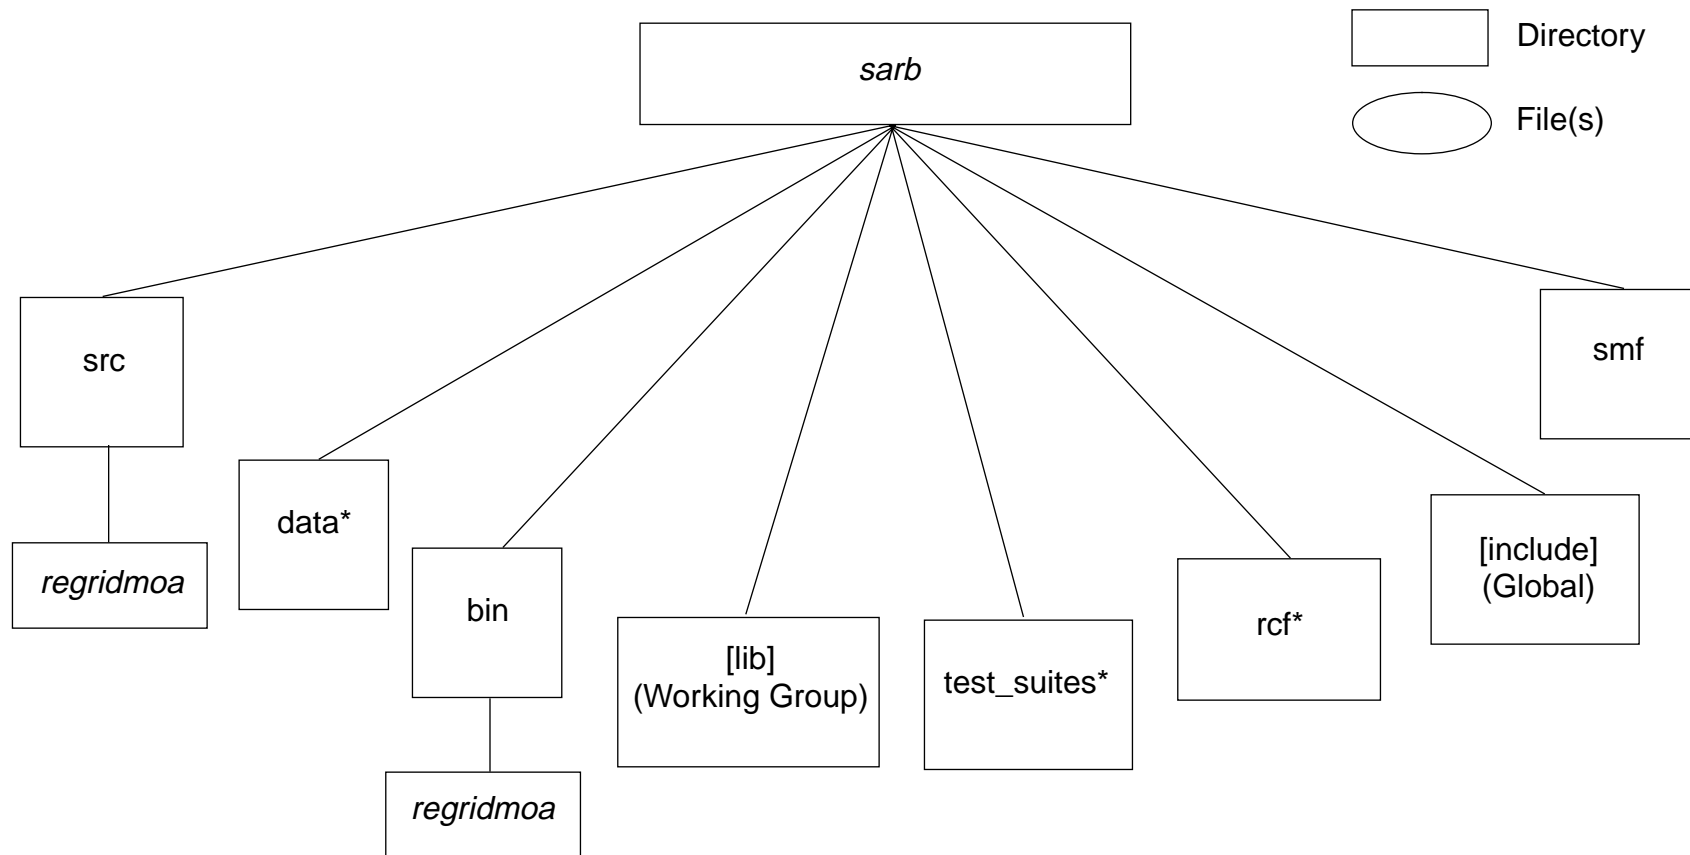 Directory
sarb
File(s)
src
smf
data*
[include]
(Global)
regridmoa
bin
rcf*
[lib]
(Working Group)
test_suites*
regridmoa